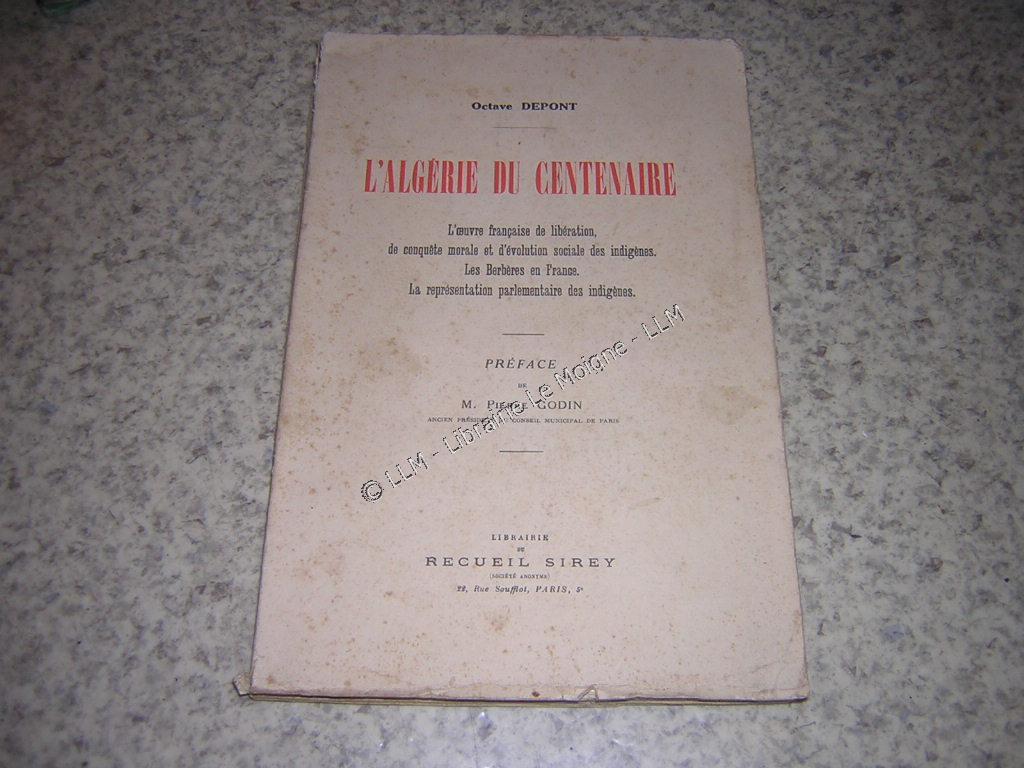 Octave DEPONT
L'ALGÉRIE DU CENTENAIRE
L'œuvre française de libération,
de conquête morale et d'évolution sociale des indigènes.
Les Berbères en France.
La représentation parlementaire des indigènes.
PRÉFACE
DE
M. PIERRE GODIN
ANCIEN PRÉSIDENT CONSEIL MUNICIPAL DE PARIS
© LLM - Librairie Le Moigne - LLM
LIBRAIRIE
DU
RECUEIL SIREY
(SOCIÉTÉ ANONYME)
22, Rue Soufflot, PARIS, 5e